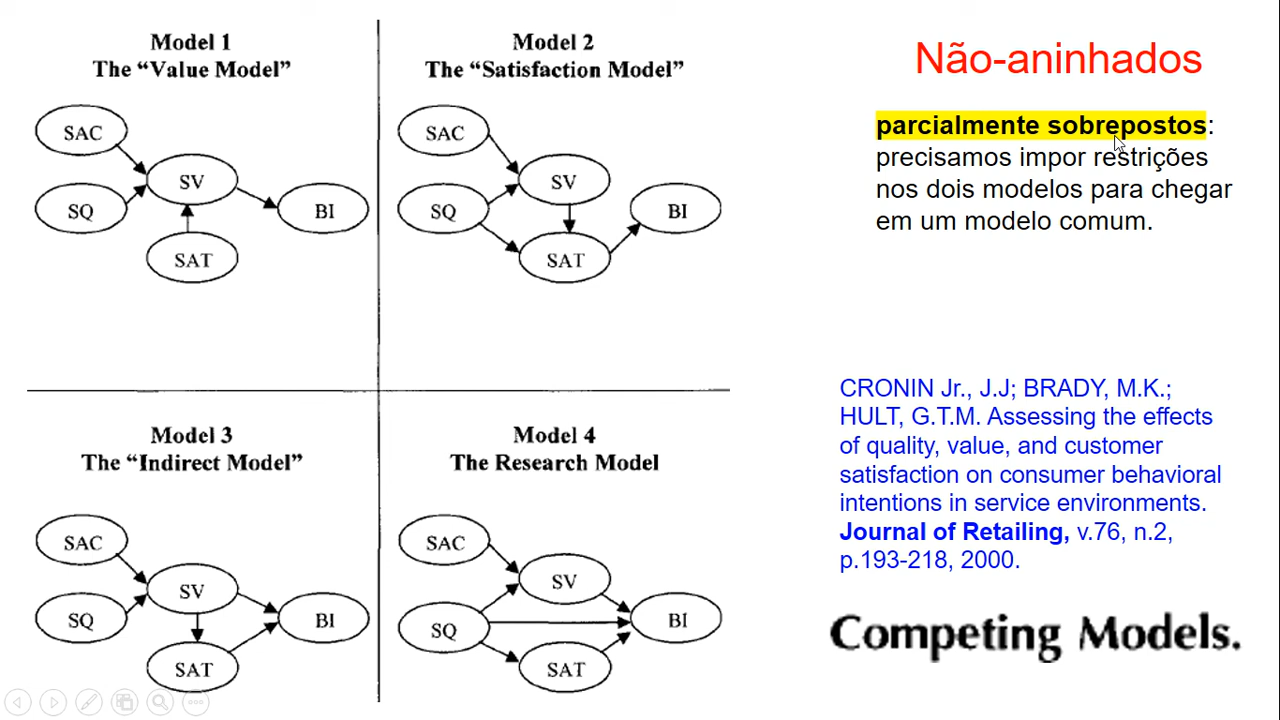 Model 1
The “Value Model”
SAC
SV
SQ
BI
SAT
Model 2
The “Satisfaction Model”
SAC
SV
SQ
BI
SAT
Model 3
The “Indirect Model”
SAC
SV
SQ
BI
SAT
Model 4
The Research Model
SAC
SV
SQ
BI
SAT
Não-aninhados
parcialmente sobrepostos:
precisamos impor restrições
nos dois modelos para chegar
em um modelo comum.
CRONIN Jr., J.J; BRADY, M.K.;
HULT, G.T.M. Assessing the effects
of quality, value, and customer
satisfaction on consumer behavioral
intentions in service environments.
Journal of Retailing, v.76, n.2,
p.193-218, 2000.
Competing Models.